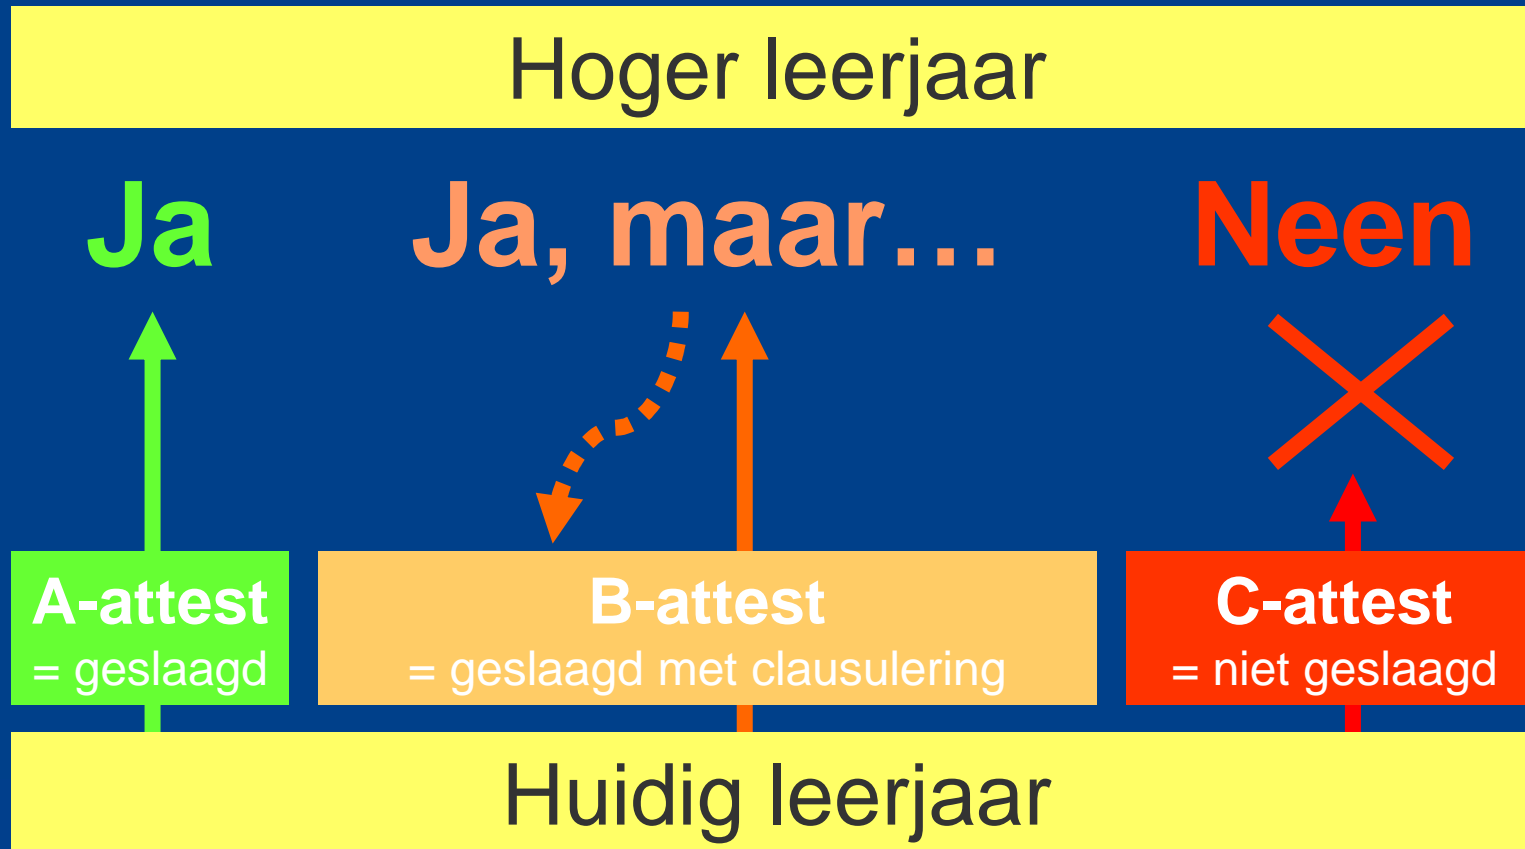 Hoger leerjaar
Ja
Ja, maar…
Neen
A-attest
= geslaagd
B-attest
= geslaagd met clausulering
C-attest
= niet geslaagd
Huidig leerjaar